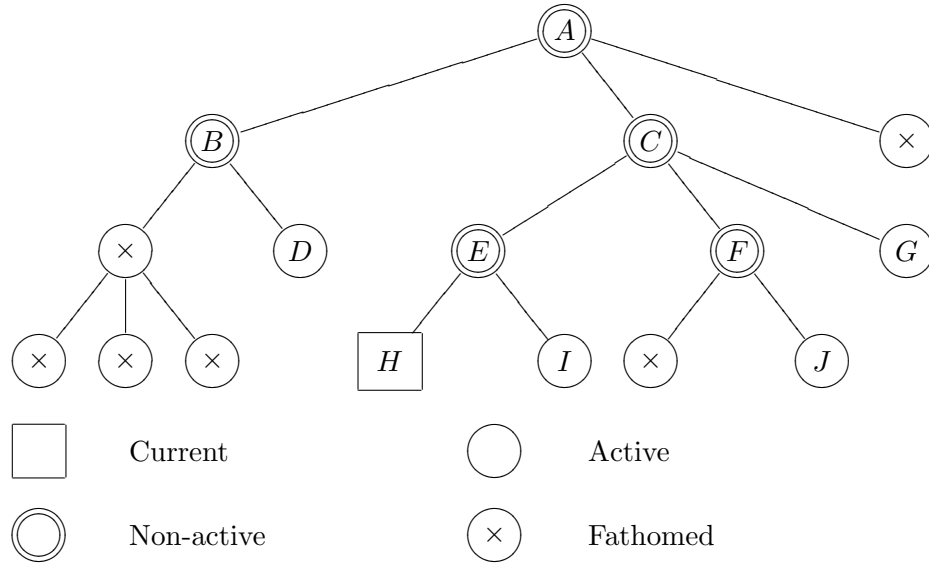 A
B C ×
× D E F G
× × × H I × J
Current Active
Non-active × Fathomed